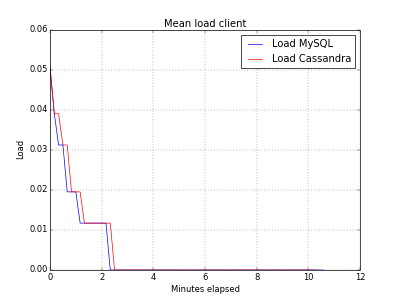 Mean load client
Load MySQL
Load Cassandra
Load
0.06
0.05
0.04
0.03
0.02
0.01
0.00
0 2 4 6 8 10 12
Minutes elapsed